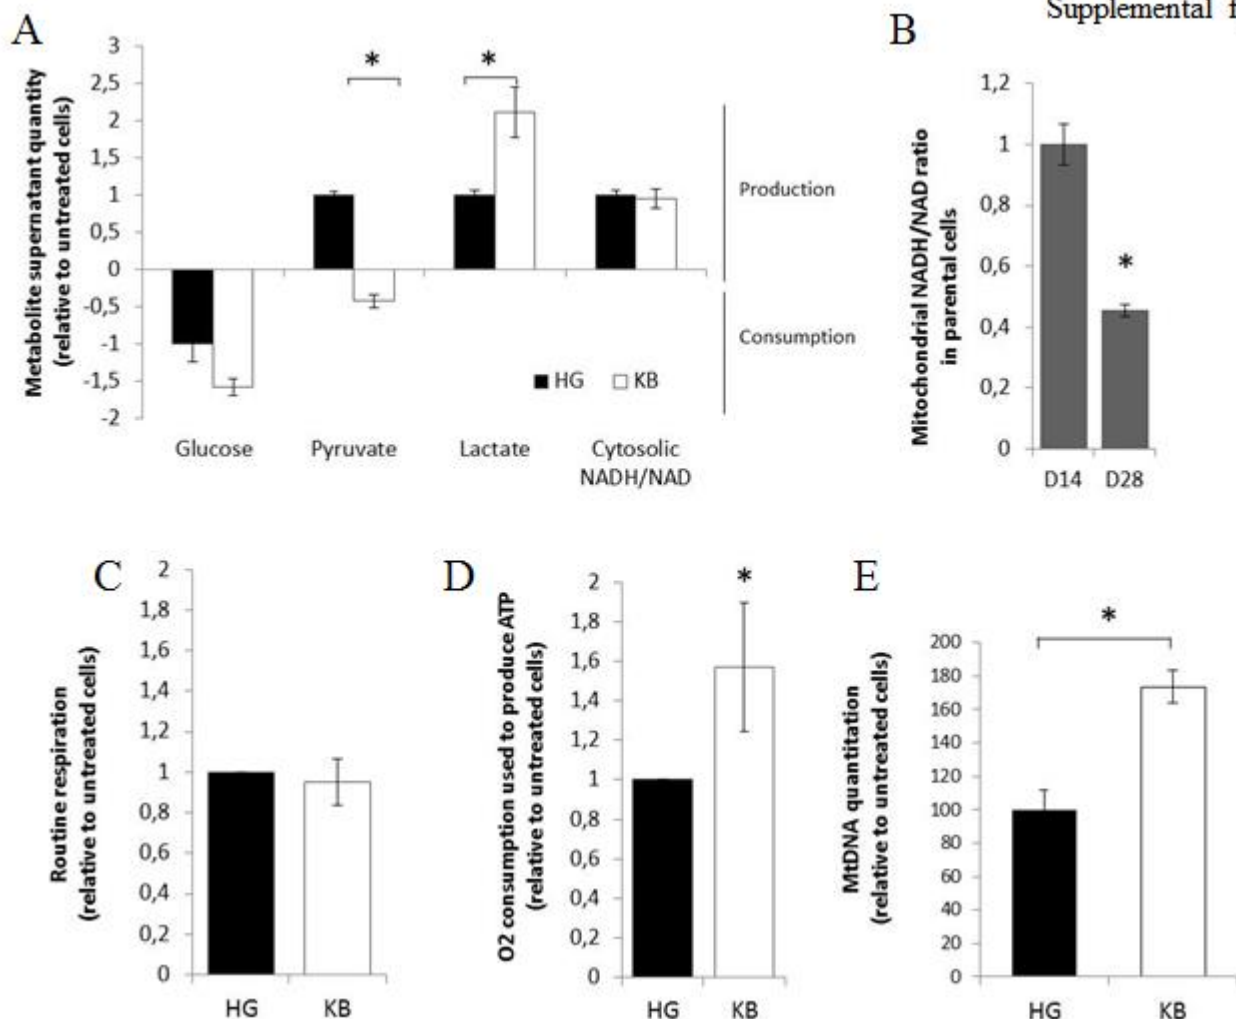 Supplemental f
A
Metabolite supernatant quantity
(relative to untreated cells)
3
2,5
2
1,5
1
0,5
0
-0,5
-1
-1,5
-2
*
*
Production
Consumption
HG
KB
Glucose
Pyruvate
Lactate
Cytosolic
NADH/NAD
B
Mitochondrial NADH/NAD ratio
in parental cells
1,2
1
0,8
0,6
0,4
0,2
0
*
D14
D28
C
Routine respiration
(relative to untreated cells)
2
1,8
1,6
1,4
1,2
1
0,8
0,6
0,4
0,2
0
HG
KB
D
O2 consumption used to produce ATP
(relative to untreated cells)
2
1,8
1,6
1,4
1,2
1
0,8
0,6
0,4
0,2
0
*
HG
KB
E
MtDNA quantitation
(relative to untreated cells)
200
180
160
140
120
100
80
60
40
20
0
*
HG
KB